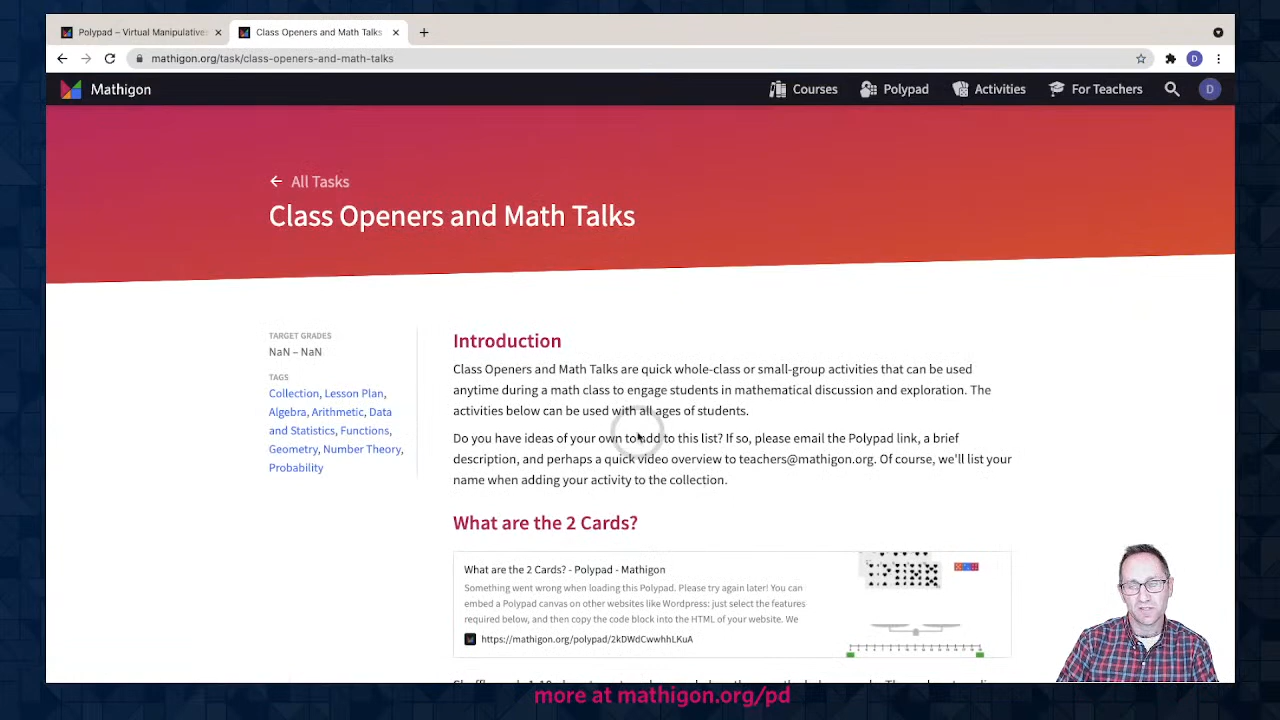 Polypad – Virtual Manipulatives
Class Openers and Math Talks
mathigon.org/task/class-openers-and-math-talks
D
Mathigon
Courses
Polypad
Activities
For Teachers
D
← All Tasks
Class Openers and Math Talks
TARGET GRADES
NaN – NaN
TAGS
Collection, Lesson Plan,
Algebra, Arithmetic, Data
and Statistics, Functions,
Geometry, Number Theory,
Probability
Introduction
Class Openers and Math Talks are quick whole-class or small-group activities that can be used
anytime during a math class to engage students in mathematical discussion and exploration. The
activities below can be used with all ages of students.
Do you have ideas of your own to add to this list? If so, please email the Polypad link, a brief
description, and perhaps a quick video overview to teachers@mathigon.org. Of course, we'll list your
name when adding your activity to the collection.
What are the 2 Cards?
What are the 2 Cards? - Polypad - Mathigon
Something went wrong when loading this Polypad. Please try again later! You can
embed a Polypad canvas on other websites like Wordpress: just select the features
required below, and then copy the code block into the HTML of your website. We
https://mathigon.org/polypad/2kDWdCwwhhLKuA
more at mathigon.org/pd